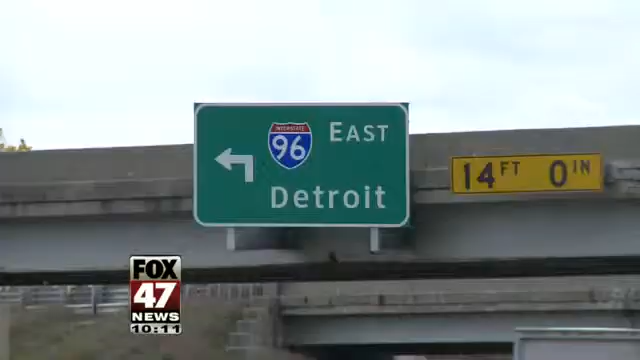 INTERSTATE
96
EAST
Detroit
14 FT 0 IN
FOX
47
NEWS
10:11